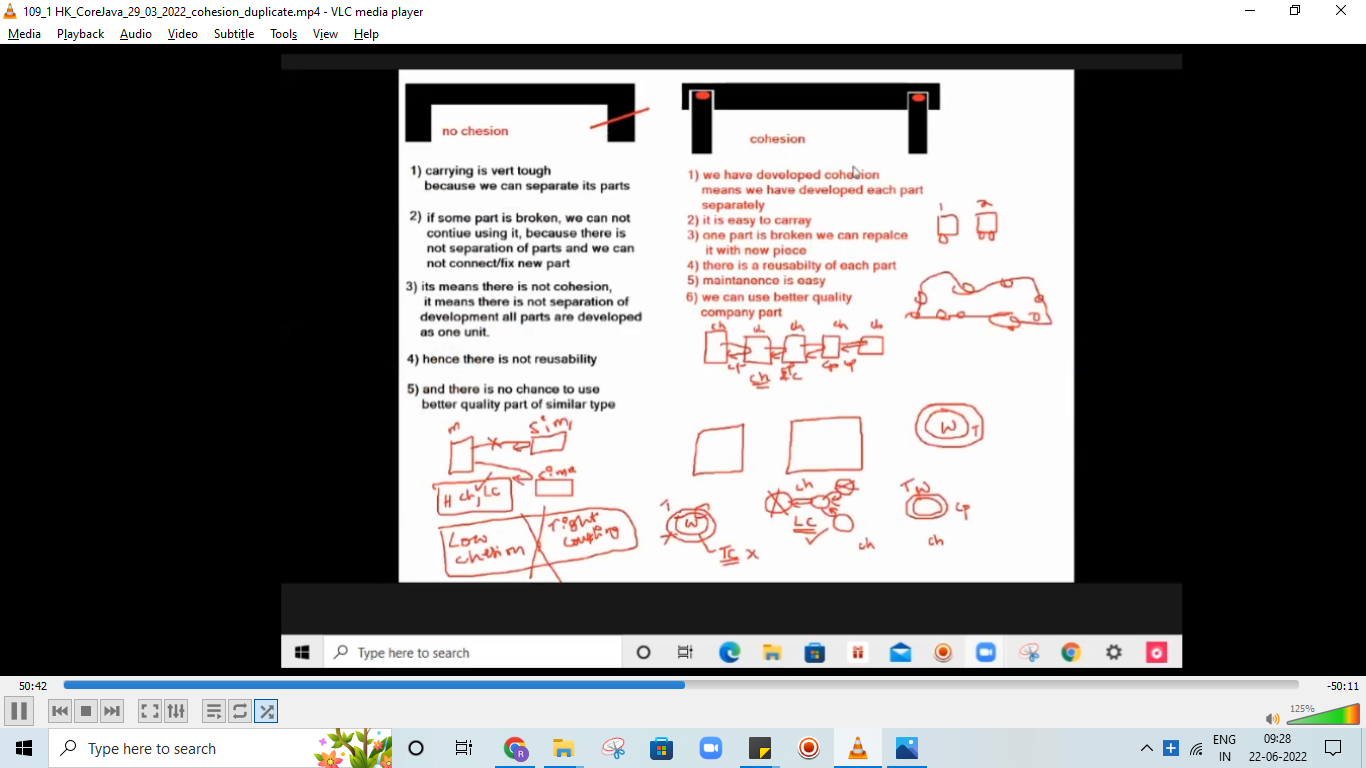 109_1 HK_CoreJava_29_03_2022_cohesion_duplicate.mp4 - VLC media player
Media Playback Audio Video Subtitle Tools View Help
no chesion
1) carrying is vert tough
because we can separate its parts
2) if some part is broken, we can not
contiue using it, because there is
not separation of parts and we can
not connect/fix new part
3) its means there is not cohesion,
it means there is not separation of
development all parts are developed
as one unit.
4) hence there is not reusability
5) and there is no chance to use
better quality part of similar type
m
Sim1
H ch, LC
Low
chesion
Tight
coupling
cohesion
1) we have developed cohesion
means we have developed each part
separately
2) it is easy to carray
3) one part is broken we can repalce
it with new piece
4) there is a reusabilty of each part
5) maintanence is easy
6) we can use better quality
company part
1 2
ch ch ch ch ch
cp cp cp
ch
W T
T
W
TC x
ch
LC
ch
T W
cp
ch
Type here to search
50:42
-50:11
125%
Type here to search
ENG
IN
09:28
22-06-2022